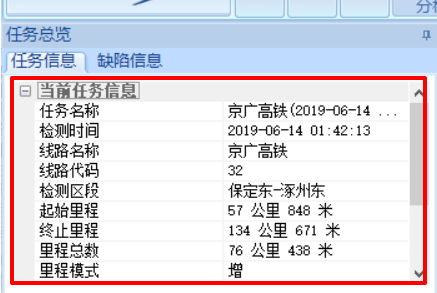 分析
任务总览
任务信息 缺陷信息
当前任务信息
任务名称 京广高铁(2019-06-14 ...
检测时间 2019-06-14 01:42:13
线路名称 京广高铁
线路代码 32
检测区段 保定东-涿州东
起始里程 57 公里 848 米
终止里程 134 公里 671 米
里程总数 76 公里 438 米
里程模式 增